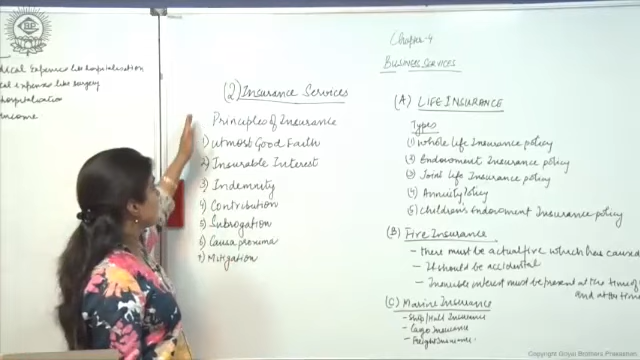 dical Expenses like hospitalisation
cal expenses like surgery
hospitalisation
income
(2) Insurance Services
Principles of Insurance
1) utmost Good Faith
2) Insurable Interest
3) Indemnity
4) Contribution
5) Subrogation
6) Causa proxima
7) Mitigation
Chapter-4
Business Services
(A) LIFE INSURANCE
Types
(1) Whole Life Insurance policy
(2) Endowment Insurance policy
(3) Joint Life Insurance policy
(4) Annuity Policy
(5) Children's Endowment Insurance policy
(B) Fire Insurance
- there must be actual fire which has caused
- It should be accidental
- Insurable interest must be present at the time of
and at the time
(C) Marine Insurance
- Ship/Hull Insurance
- Cargo Insurance
- Freight Insurance
Copyright Goyal Brothers Prakashan